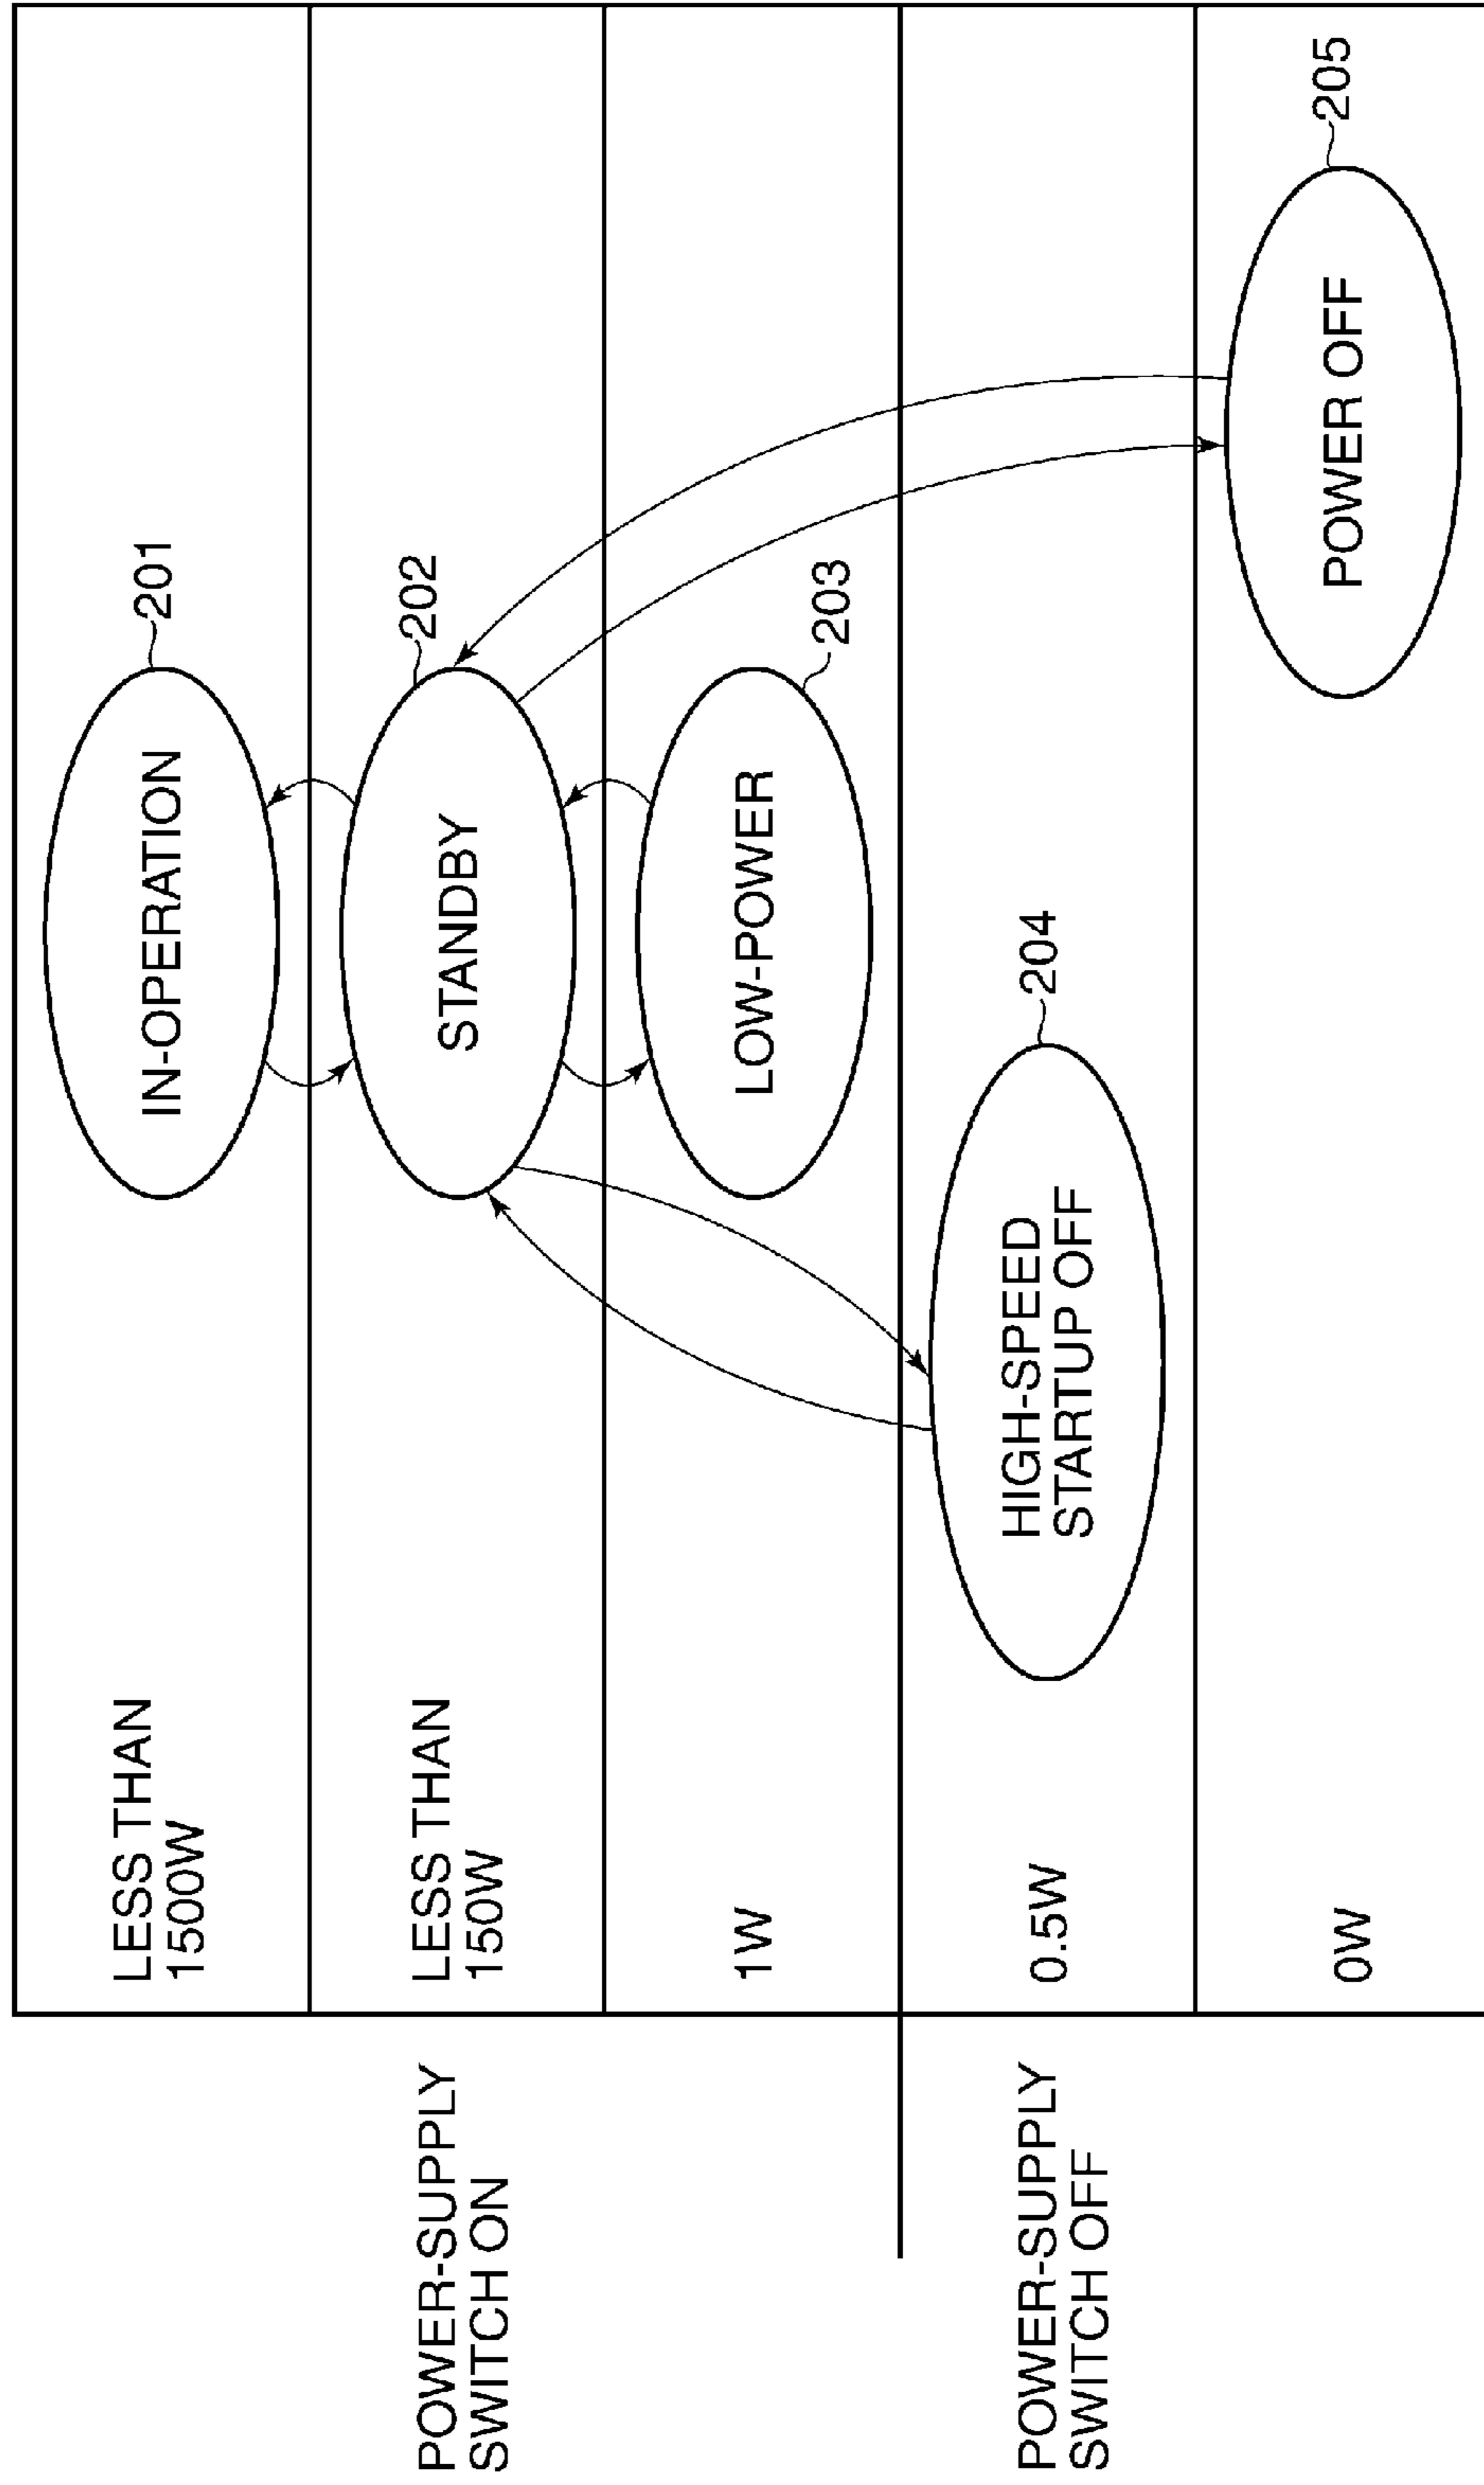 POWER-SUPPLY
SWITCH ON
LESS THAN
1500W
IN-OPERATION
201
LESS THAN
150W
STANDBY
202
1W
LOW-POWER
203
POWER-SUPPLY
SWITCH OFF
0.5W
HIGH-SPEED
STARTUP OFF
204
0W
POWER OFF
205